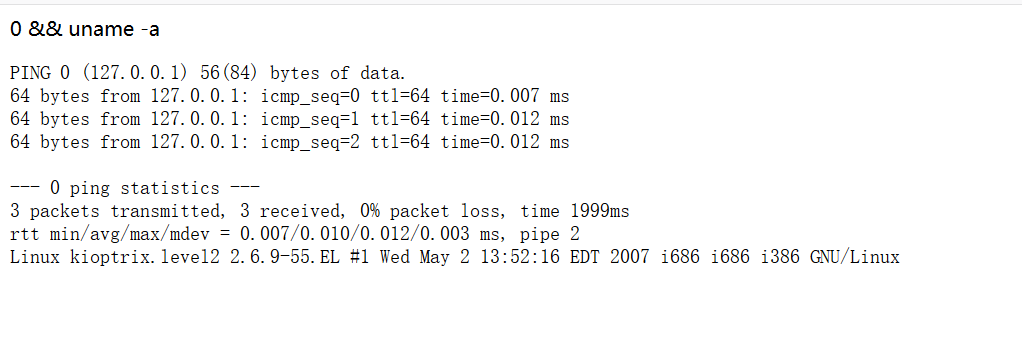 0 && uname -a
PING 0 (127.0.0.1) 56(84) bytes of data.
64 bytes from 127.0.0.1: icmp_seq=0 ttl=64 time=0.007 ms
64 bytes from 127.0.0.1: icmp_seq=1 ttl=64 time=0.012 ms
64 bytes from 127.0.0.1: icmp_seq=2 ttl=64 time=0.012 ms
--- 0 ping statistics ---
3 packets transmitted, 3 received, 0% packet loss, time 1999ms
rtt min/avg/max/mdev = 0.007/0.010/0.012/0.003 ms, pipe 2
Linux kioptrix.level2 2.6.9-55.EL #1 Wed May 2 13:52:16 EDT 2007 i686 i686 i386 GNU/Linux